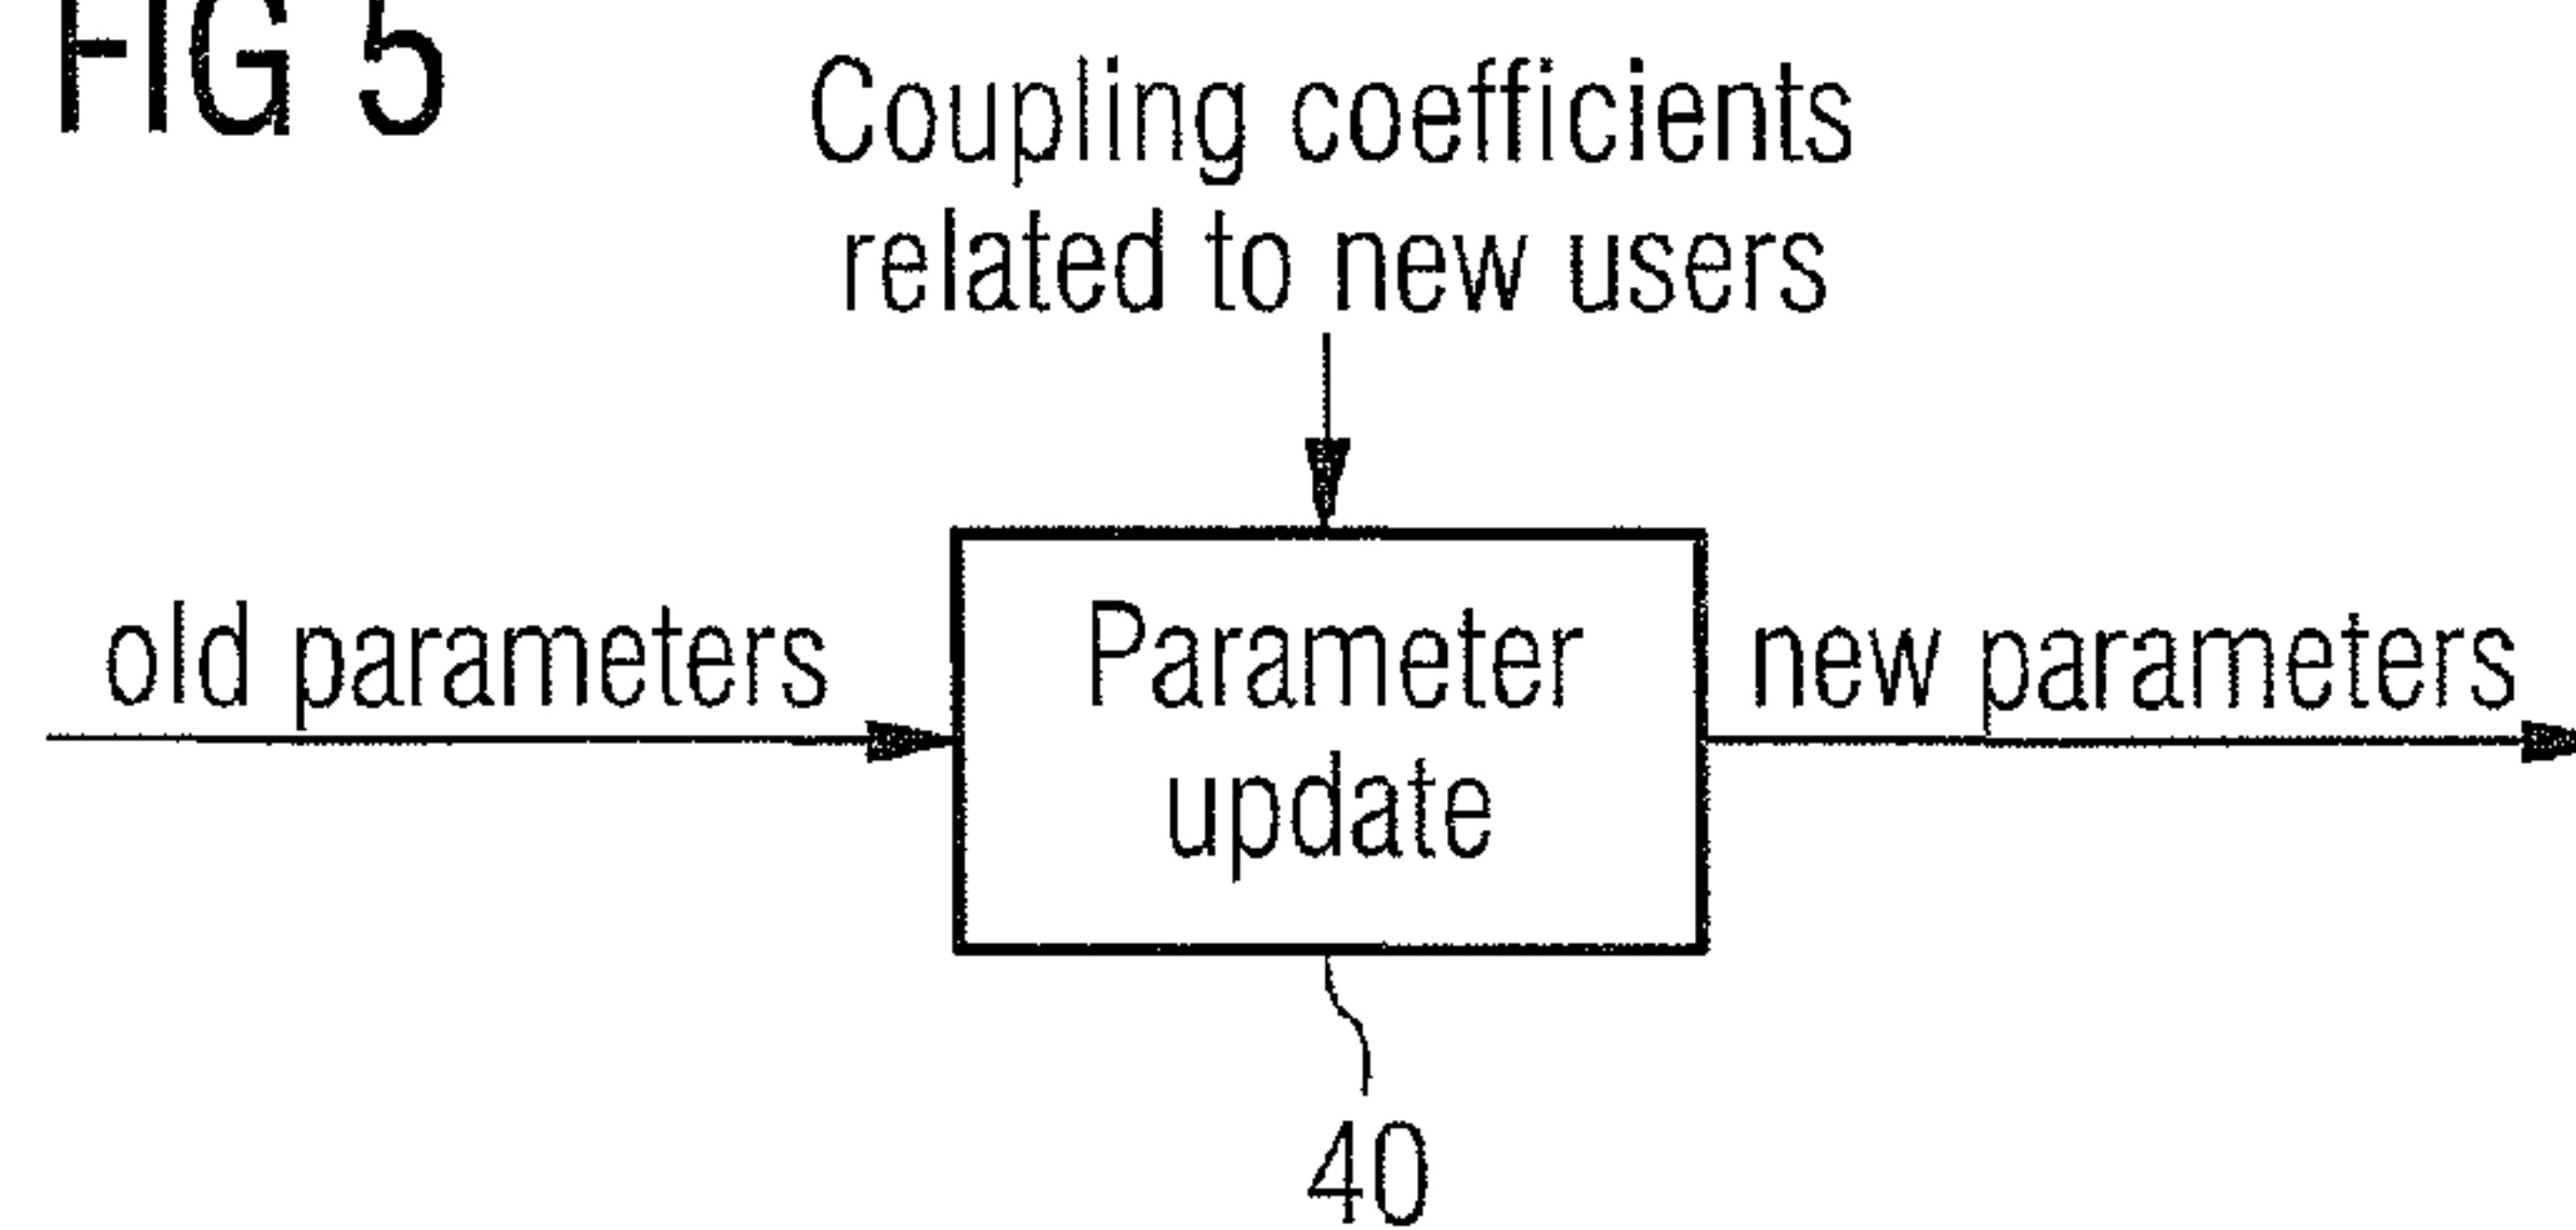 FIG 5
Coupling coefficients
related to new users
old parameters
Parameter
update
new parameters
40